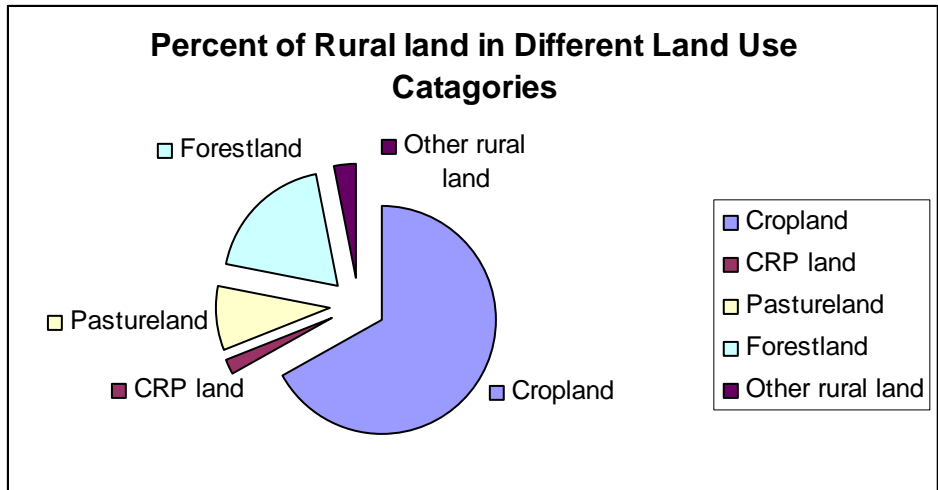 Percent of Rural land in Different Land Use
Catagories
Forestland
Other rural
land
Pastureland
CRP land
Cropland
Cropland
CRP land
Pastureland
Forestland
Other rural land